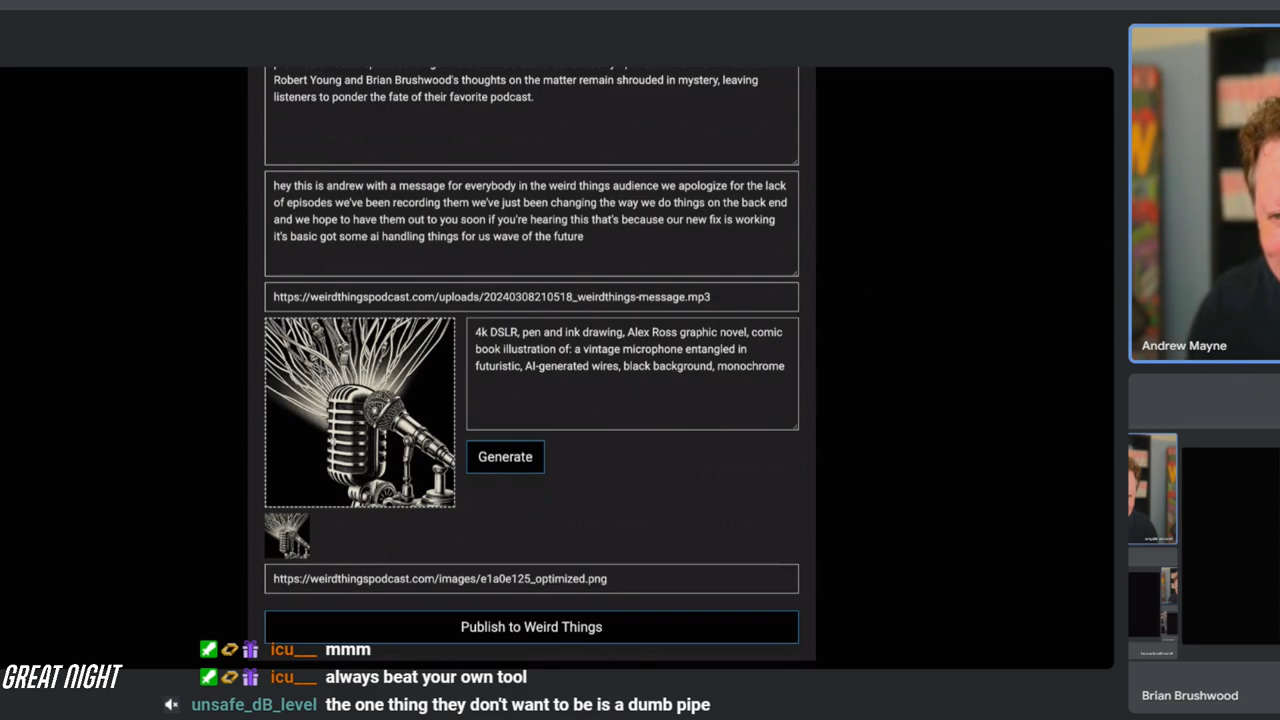 Robert Young and Brian Brushwood's thoughts on the matter remain shrouded in mystery, leaving
listeners to ponder the fate of their favorite podcast.
hey this is andrew with a message for everybody in the weird things audience we apologize for the lack
of episodes we've been recording them we've just been changing the way we do things on the back end
and we hope to have them out to you soon if you're hearing this that's because our new fix is working
it's basic got some ai handling things for us wave of the future
https://weirdthingspodcast.com/uploads/20240308210518_weirdthings-message.mp3
4k DSLR, pen and ink drawing, Alex Ross graphic novel, comic
book illustration of: a vintage microphone entangled in
futuristic, AI-generated wires, black background, monochrome
Generate
https://weirdthingspodcast.com/images/e1a0e125_optimized.png
Publish to Weird Things
icu___ mmm
icu___ always beat your own tool
unsafe_dB_level the one thing they don't want to be is a dumb pipe
GREAT NIGHT
Andrew Mayne
Brian Brushwood